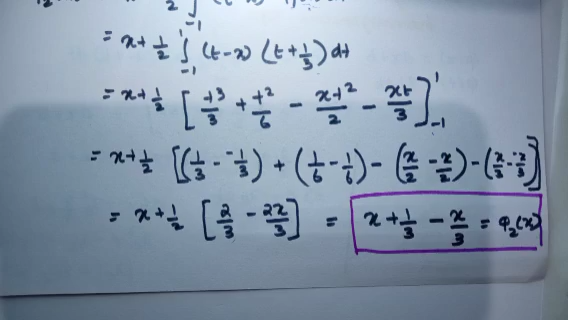 = x + 1/2 ∫_{-1}^{1} (t-x) (t + 1/3) dt
= x + 1/2 [ t³/3 + t²/6 - xt²/2 - xt/3 ]_{-1}^{1}
= x + 1/2 [ (1/3 - -1/3) + (1/6 - 1/6) - (x/2 - x/2) - (x/3 - -x/3) ]
= x + 1/2 [ 2/3 - 2x/3 ] = x + 1/3 - x/3 = φ₂(x)